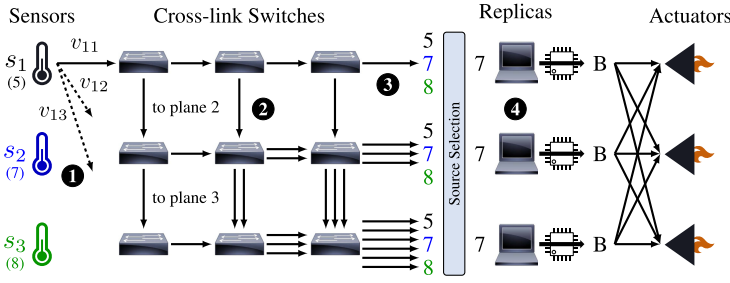 Sensors Cross-link Switches Replicas Actuators
s1 (5) v11 v12 v13
5
7
8
3
7
B
to plane 2
2
4
s2 (7)
1
5
7
8
Source Selection
B
to plane 3
s3 (8)
5
7
8
7
B